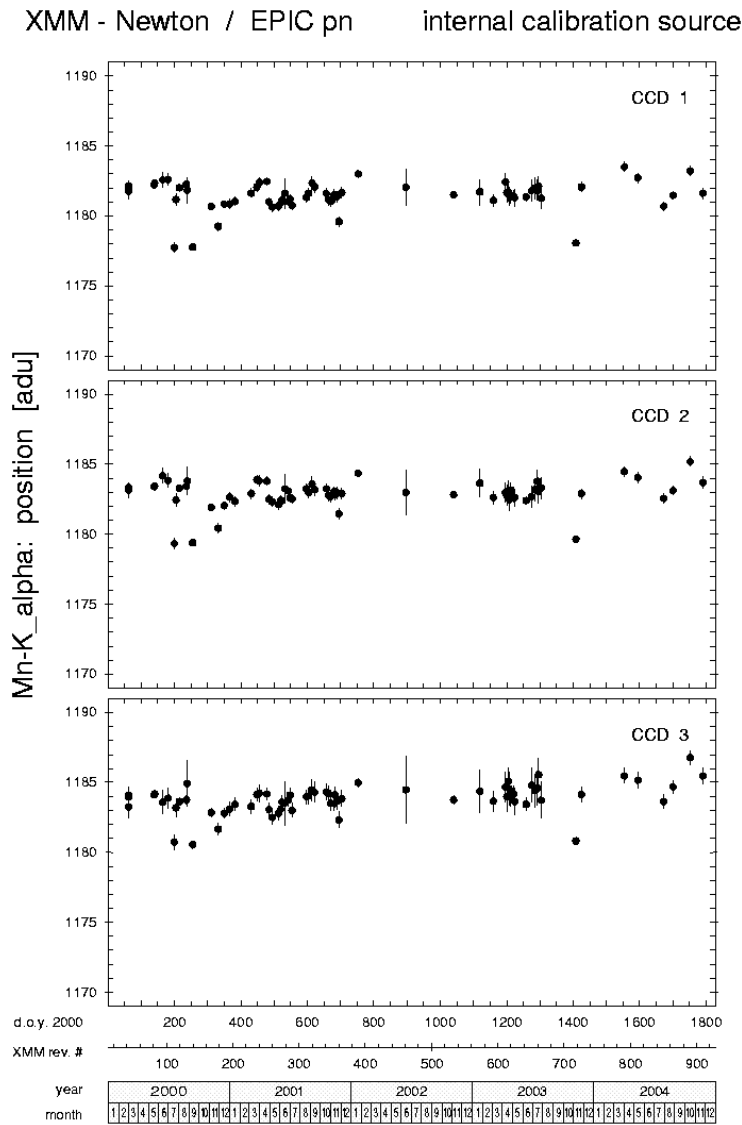 XMM - Newton / EPIC pn internal calibration source
Mn-K_alpha: position [adu]
CCD 1
1190
1185
1180
1175
1170
CCD 2
1190
1185
1180
1175
1170
CCD 3
1190
1185
1180
1175
1170
d.o.y. 2000 200 400 600 800 1000 1200 1400 1600 1800
XMM rev. # 100 200 300 400 500 600 700 800 900
year 2000 2001 2002 2003 2004
month 1 2 3 4 5 6 7 8 9 10 11 12 1 2 3 4 5 6 7 8 9 10 11 12 1 2 3 4 5 6 7 8 9 10 11 12 1 2 3 4 5 6 7 8 9 10 11 12 1 2 3 4 5 6 7 8 9 10 11 12